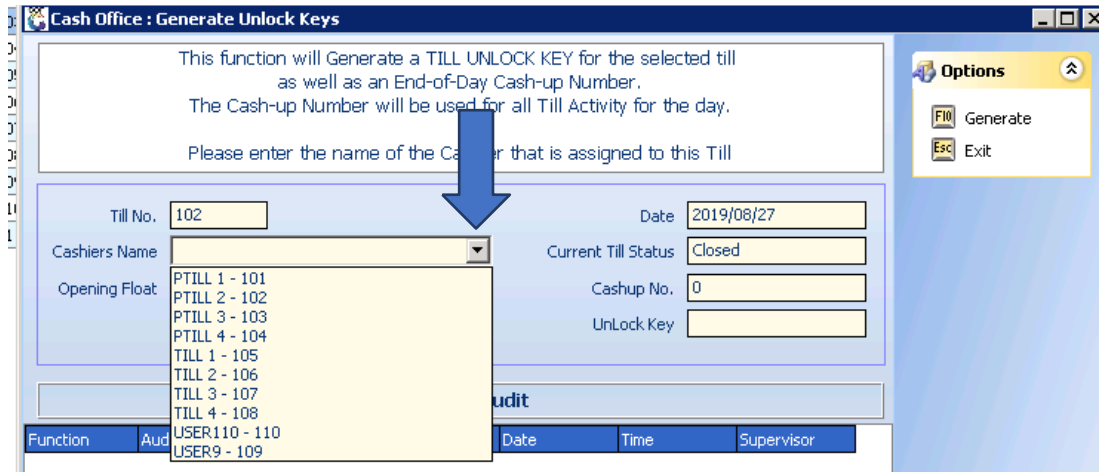 Cash Office : Generate Unlock Keys
This function will Generate a TILL UNLOCK KEY for the selected till
as well as an End-of-Day Cash-up Number.
The Cash-up Number will be used for all Till Activity for the day.
Please enter the name of the Ca er that is assigned to this Till
Options
F10 Generate
Esc Exit
Till No. 102
Date 2019/08/27
Cashiers Name
Current Till Status Closed
Opening Float
Cashup No. 0
UnLock Key
PTILL 1 - 101
PTILL 2 - 102
PTILL 3 - 103
PTILL 4 - 104
TILL 1 - 105
TILL 2 - 106
TILL 3 - 107
TILL 4 - 108
USER110 - 110
USER9 - 109
udit
Function Aud Date Time Supervisor